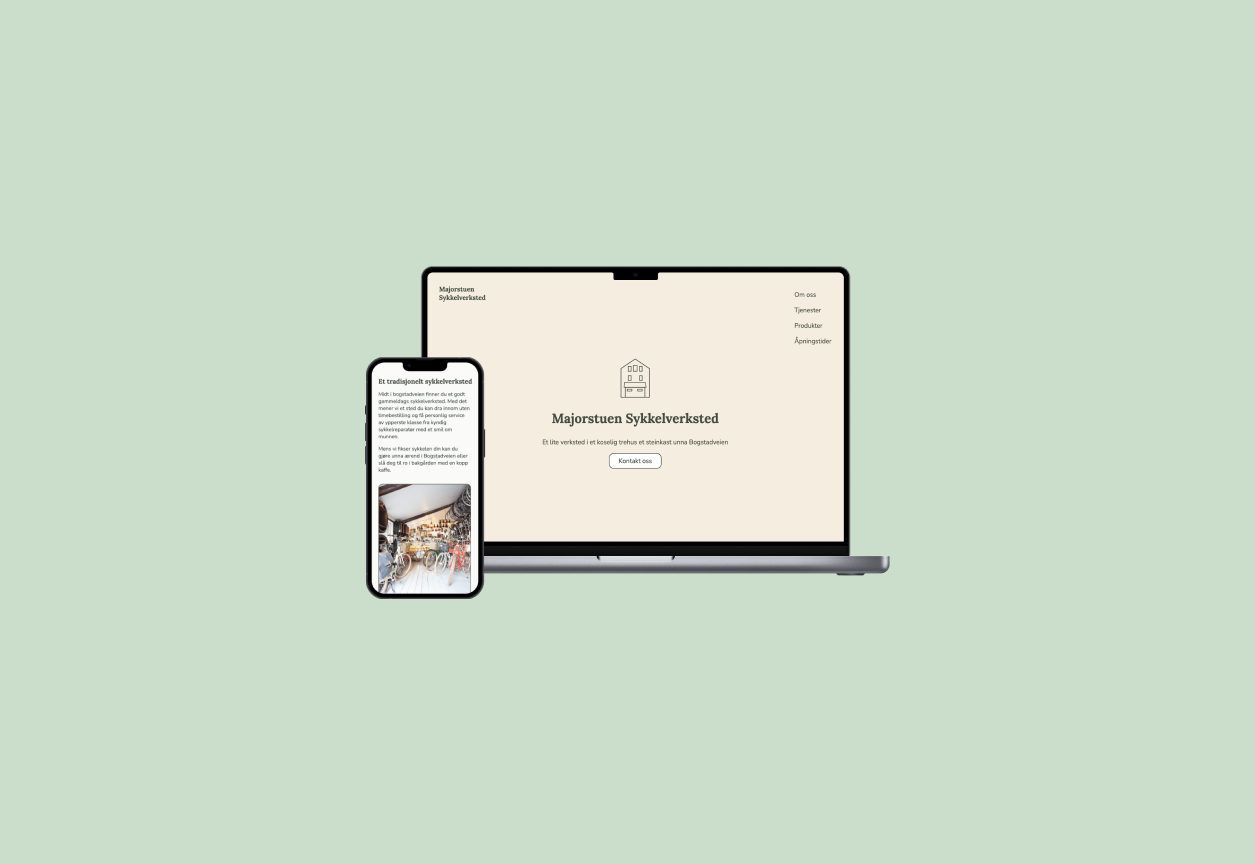 Majorstuen
Sykkelverksted
Om oss
Tjenester
Produkter
Åpningstider
Majorstuen Sykkelverksted
Et lite verksted i et koselig trehus et steinkast unna Bogstadveien
Kontakt oss
Et tradisjonelt sykkelverksted
Midt i bogstadveien finner du et godt
gammeldags sykkelverksted. Med det
mener vi et sted du kan dra innom uten
timebestilling og få personlig service
av ypperste klasse fra kyndig
sykkelreparatør med et smil om
munnen.
Mens vi fikser sykkelen din kan du
gjøre unna ærend i Bogstadveien eller
slå deg til ro i bakgården med en kopp
kaffe.